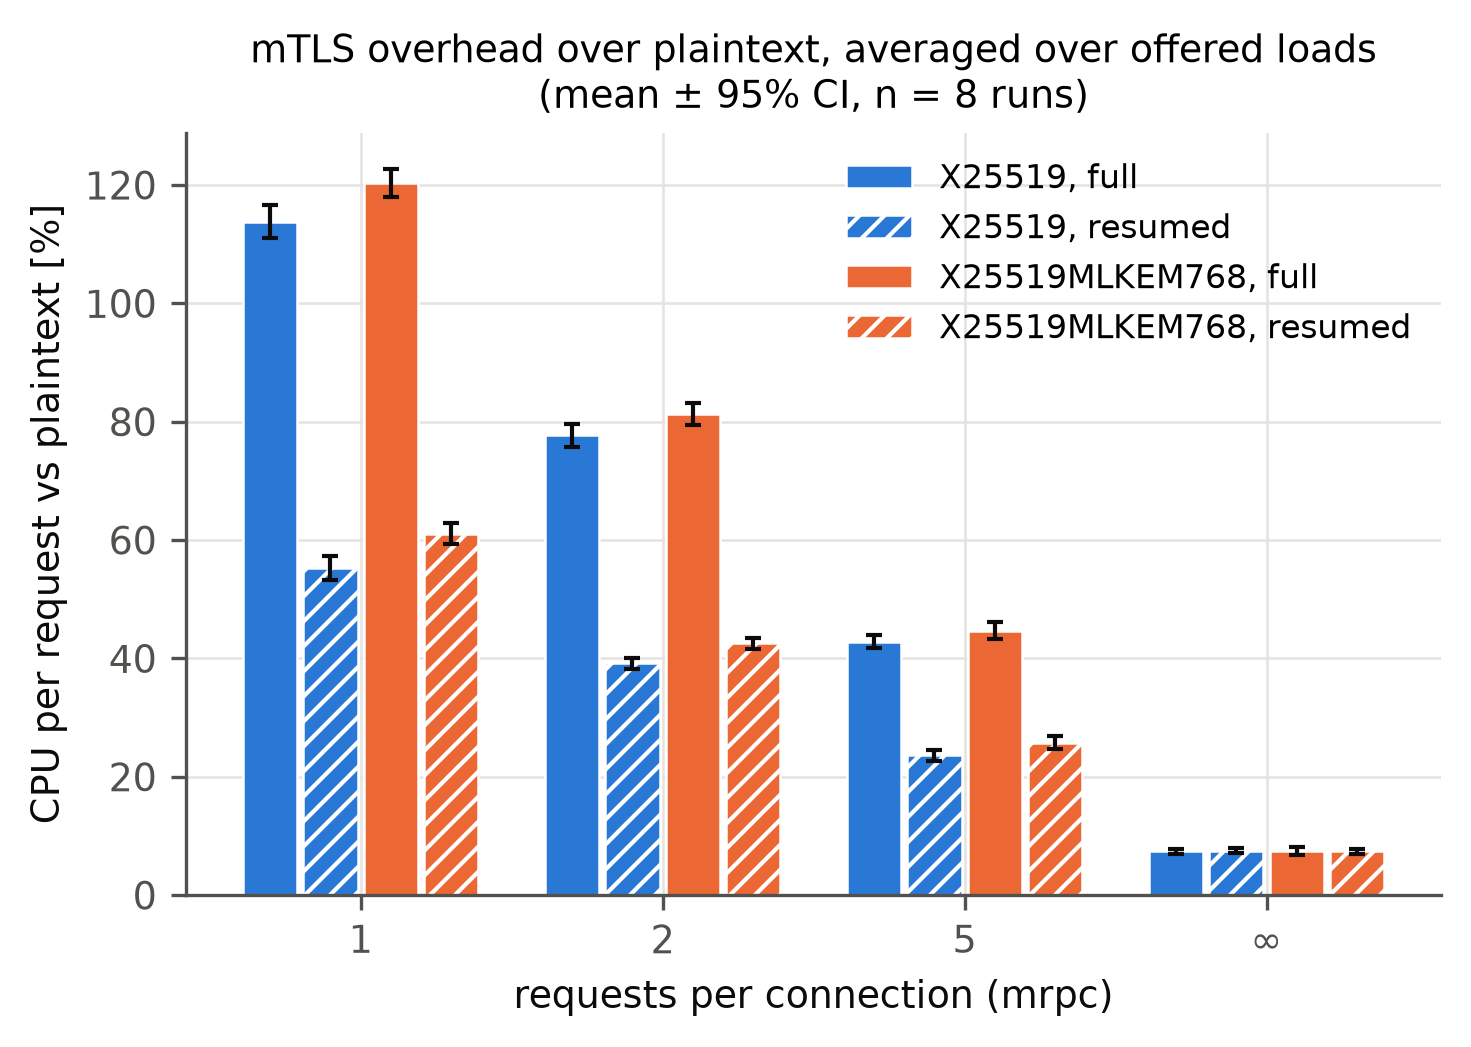 mTLS overhead over plaintext, averaged over offered loads
(mean ± 95% CI, n = 8 runs)
CPU per request vs plaintext [%]
120
100
80
60
40
20
0
X25519, full
X25519, resumed
X25519MLKEM768, full
X25519MLKEM768, resumed
1 2 5 ∞
requests per connection (mrpc)